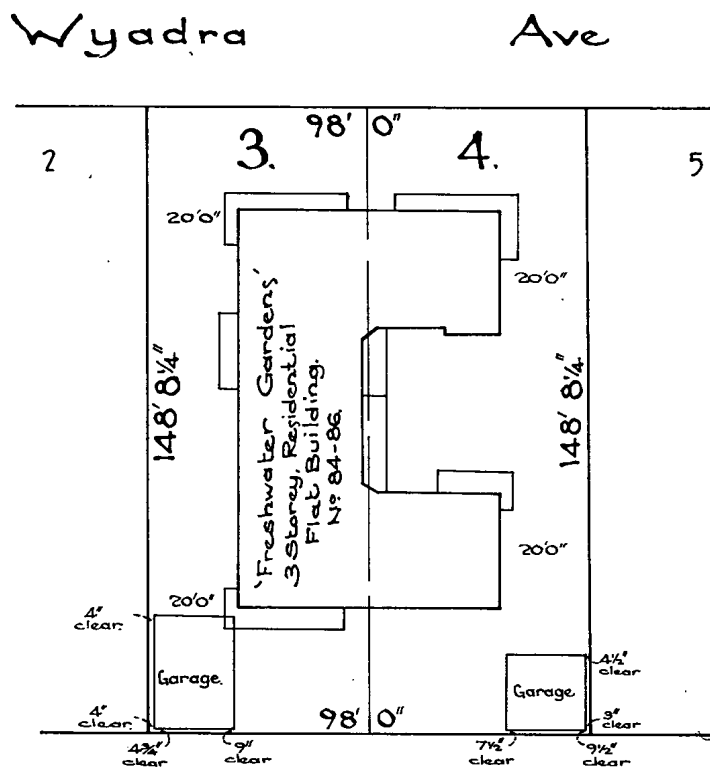 Wyadra Ave
98' 0"
2
3.
4.
5
20'0"
20'0"
148' 8¼"
148' 8¼"
'Freshwater Gardens'
3 Storey, Residential
Flat Building.
Nº 84-86.
20'0"
20'0"
4"
clear.
Garage.
4"
clear.
4¾"
clear
9"
clear
98' 0"
4½"
clear
Garage
3"
clear
7½"
clear
9½"
clear